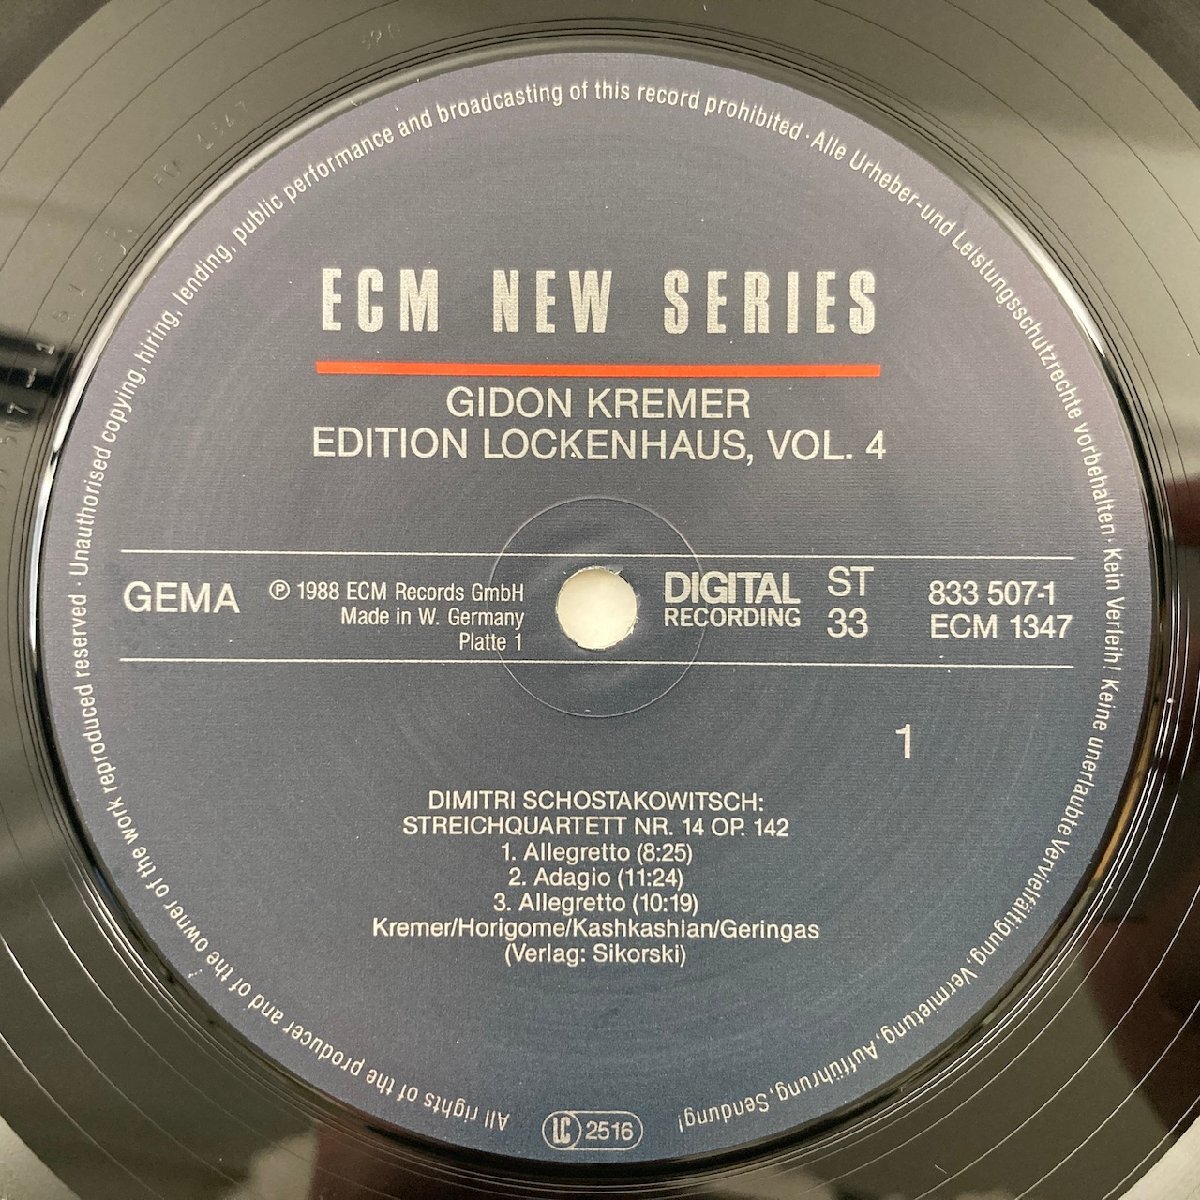 ECM NEW SERIES
GIDON KREMER
EDITION LOCKENHAUS, VOL. 4
GEMA
℗ 1988 ECM Records GmbH
Made in W. Germany
Platte 1
DIGITAL
RECORDING
ST
33
833 507-1
ECM 1347
1
DIMITRI SCHOSTAKOWITSCH:
STREICHQUARTETT NR. 14 OP. 142
1. Allegretto (8:25)
2. Adagio (11:24)
3. Allegretto (10:19)
Kremer/Horigome/Kashkashian/Geringas
(Verlag: Sikorski)
All rights of the producer and of the owner of the work reproduced reserved · Unauthorised copying, hiring, lending, public performance and broadcasting of this record prohibited · Alle Urheber-und Leistungsschutzrechte vorbehalten · Kein Verleih! Keine unerlaubte Vervielfältigung, Vermietung, Aufführung, Sendung!
LC 2516